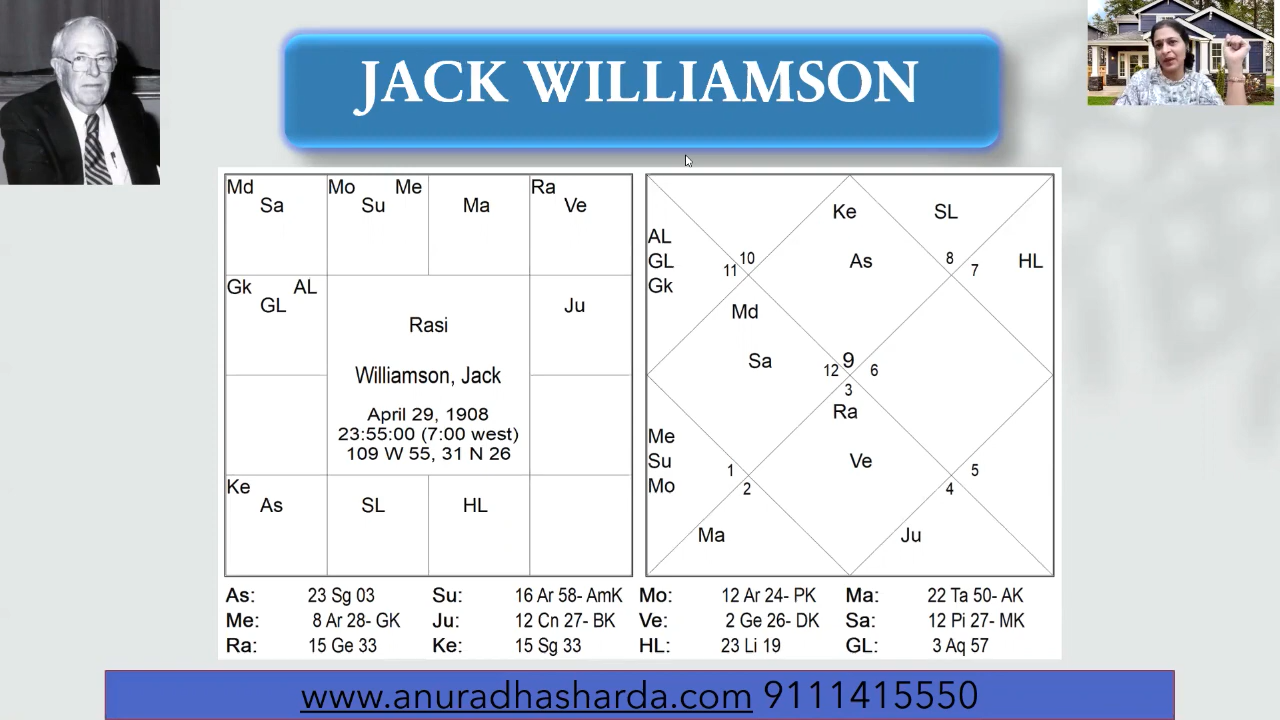 JACK WILLIAMSON
Md Mo Me Ra
Sa Su Ma Ve
Gk AL
GL Ju
Rasi
Williamson, Jack
April 29, 1908
23:55:00 (7:00 west)
109 W 55, 31 N 26
Ke
As SL HL
Ke SL
AL
GL 10 As 8 HL
11 7
Gk
Md
Sa 9
12 6
3
Ra
Me
Su Ve
1 5
Mo 2 4
Ma Ju
As: 23 Sg 03 Su: 16 Ar 58- AmK Mo: 12 Ar 24- PK Ma: 22 Ta 50- AK
Me: 8 Ar 28- GK Ju: 12 Cn 27- BK Ve: 2 Ge 26- DK Sa: 12 Pi 27- MK
Ra: 15 Ge 33 Ke: 15 Sg 33 HL: 23 Li 19 GL: 3 Aq 57
www.anuradhasharda.com 9111415550